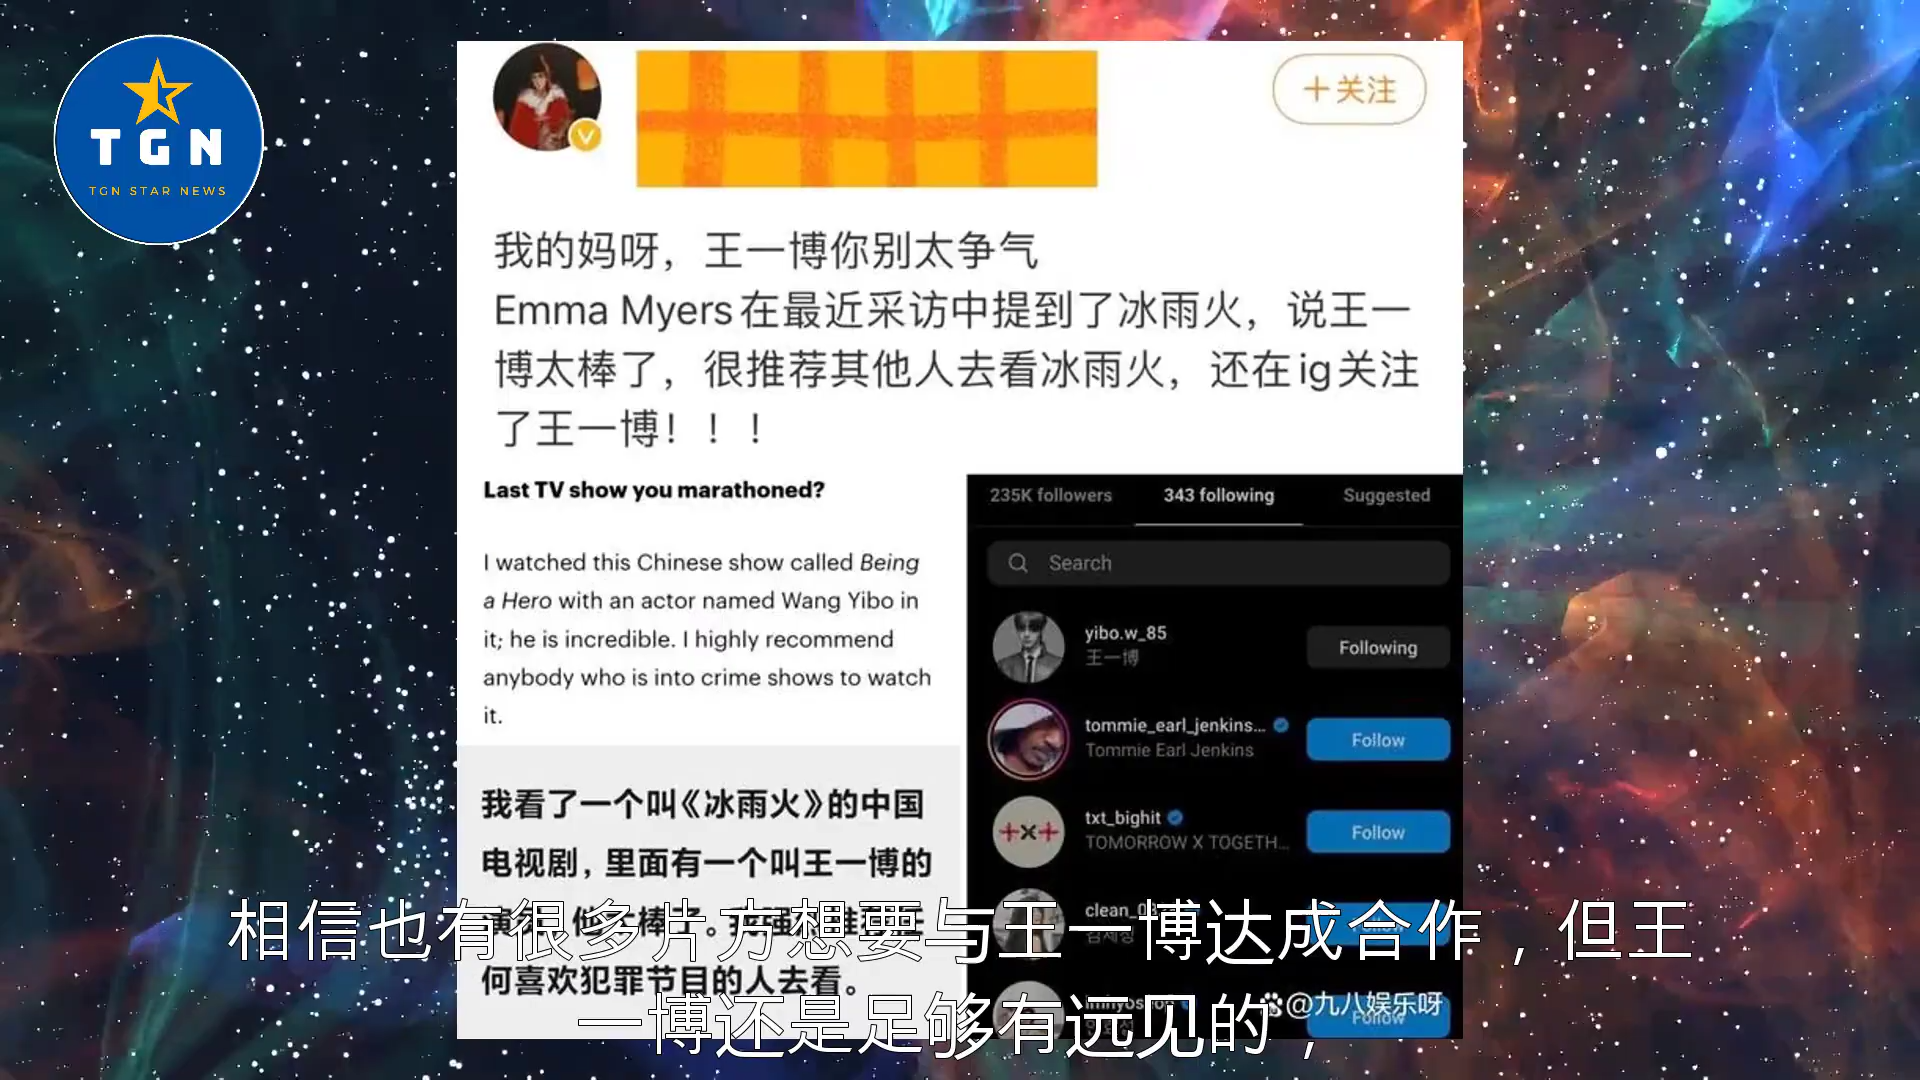 TGN
TGN STAR NEWS
+关注
我的妈呀，王一博你别太争气
Emma Myers在最近采访中提到了冰雨火，说王一
博太棒了，很推荐其他人去看冰雨火，还在ig关注
了王一博！！！
Last TV show you marathoned?
I watched this Chinese show called Being
a Hero with an actor named Wang Yibo in
it; he is incredible. I highly recommend
anybody who is into crime shows to watch
it.
我看了一个叫《冰雨火》的中国
电视剧，里面有一个叫王一博的
何喜欢犯罪节目的人去看。
235K followers
343 following
Suggested
Search
yibo.w_85
王一博
Following
tommie_earl_jenkins...
Tommie Earl Jenkins
Follow
txt_bighit
TOMORROW X TOGETH...
Follow
clean_0
Follow
@九八娱乐呀
相信也有很多片方想要与王一博达成合作，但王
一博还是足够有远见的，